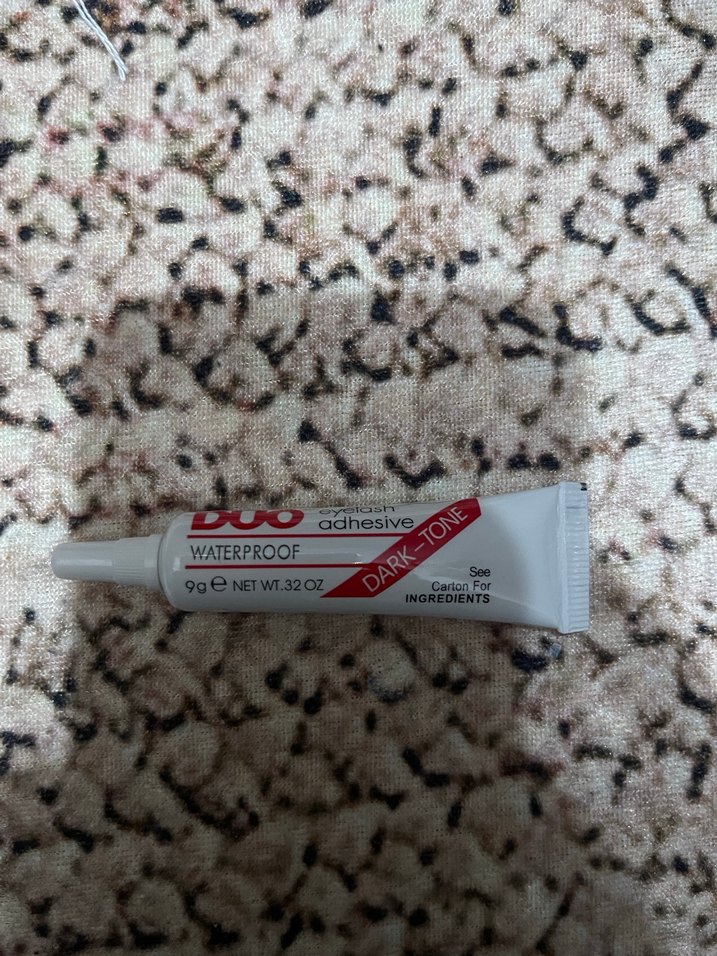 DUO eyelash
adhesive
WATERPROOF
9g e NET WT.32 OZ
DARK-TONE
See
Carton For
INGREDIENTS